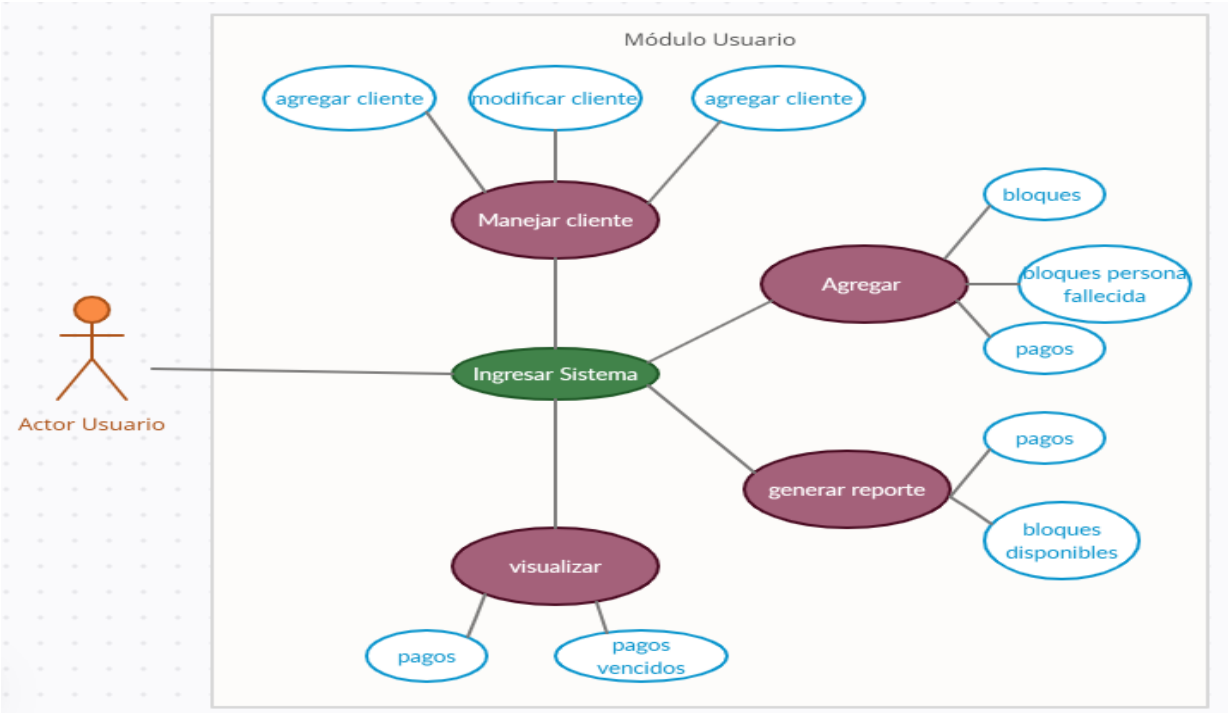 Módulo Usuario
agregar cliente
modificar cliente
agregar cliente
Manejar cliente
bloques
Agregar
bloques persona
fallecida
pagos
Ingresar Sistema
Actor Usuario
pagos
generar reporte
bloques
disponibles
visualizar
pagos
pagos
vencidos